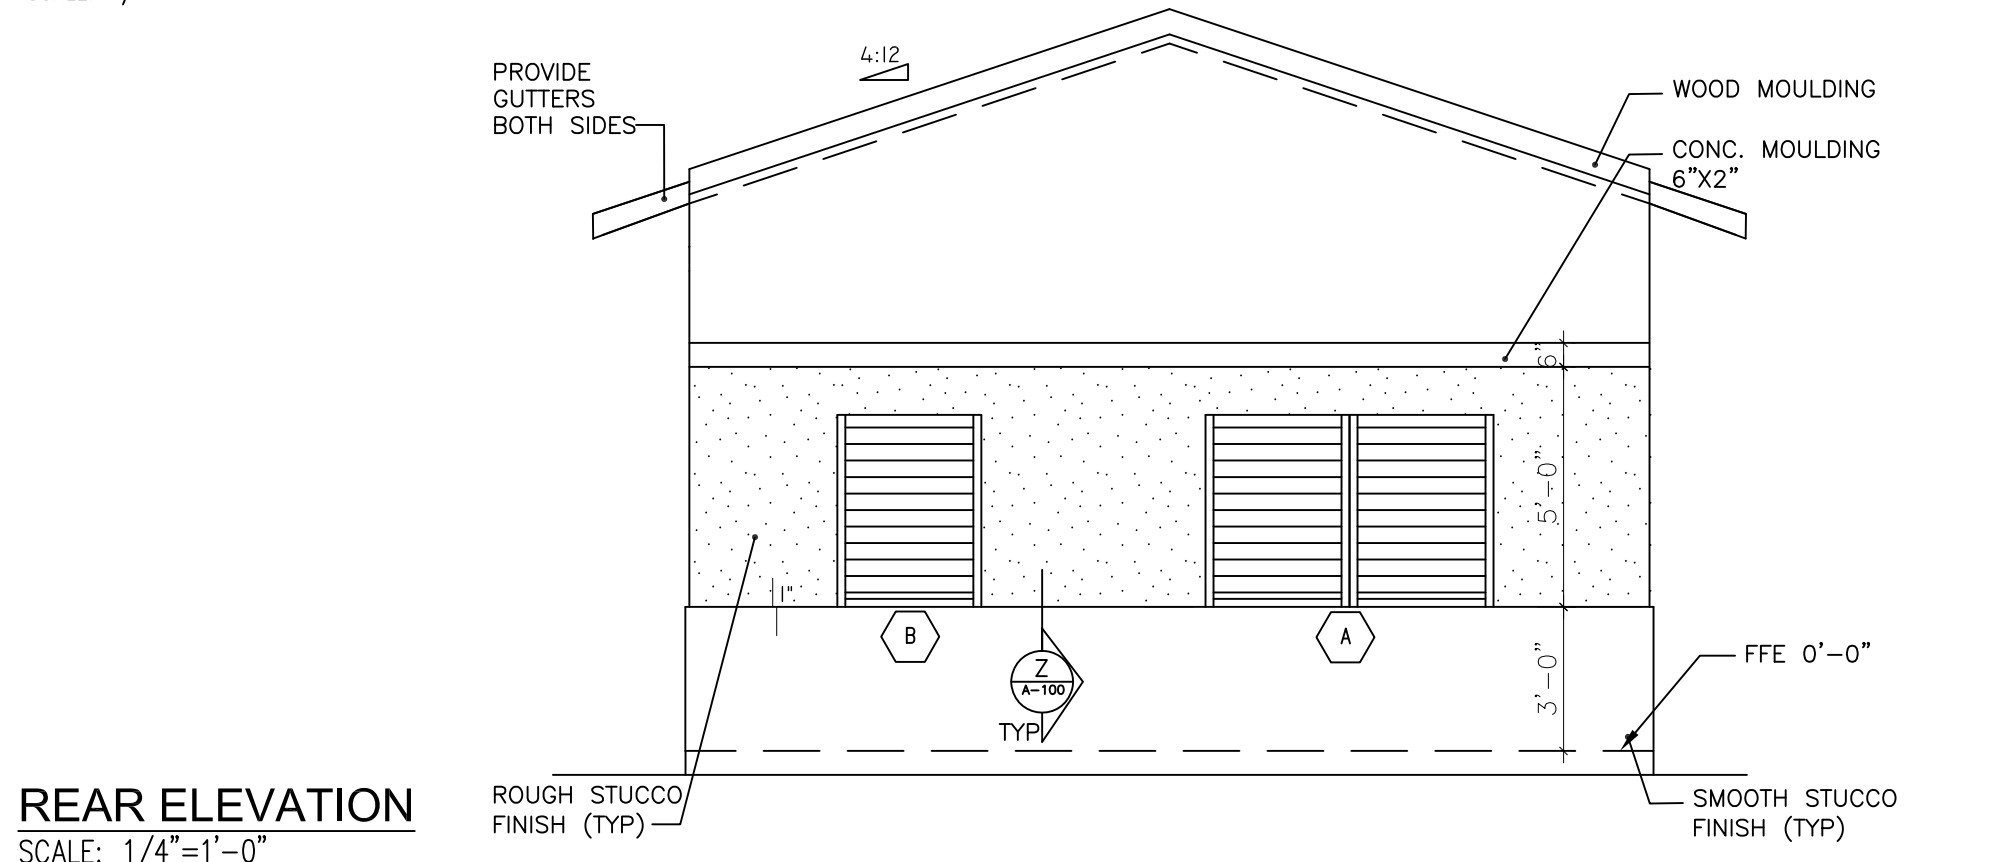 4:12
PROVIDE
GUTTERS
BOTH SIDES
WOOD MOULDING
CONC. MOULDING
6"X2"
6"
5'-0"
1"
B
A
Z
A-100
TYP
3'-0"
FFE 0'-0"
ROUGH STUCCO
FINISH (TYP)
SMOOTH STUCCO
FINISH (TYP)
REAR ELEVATION
SCALE: 1/4"=1'-0"